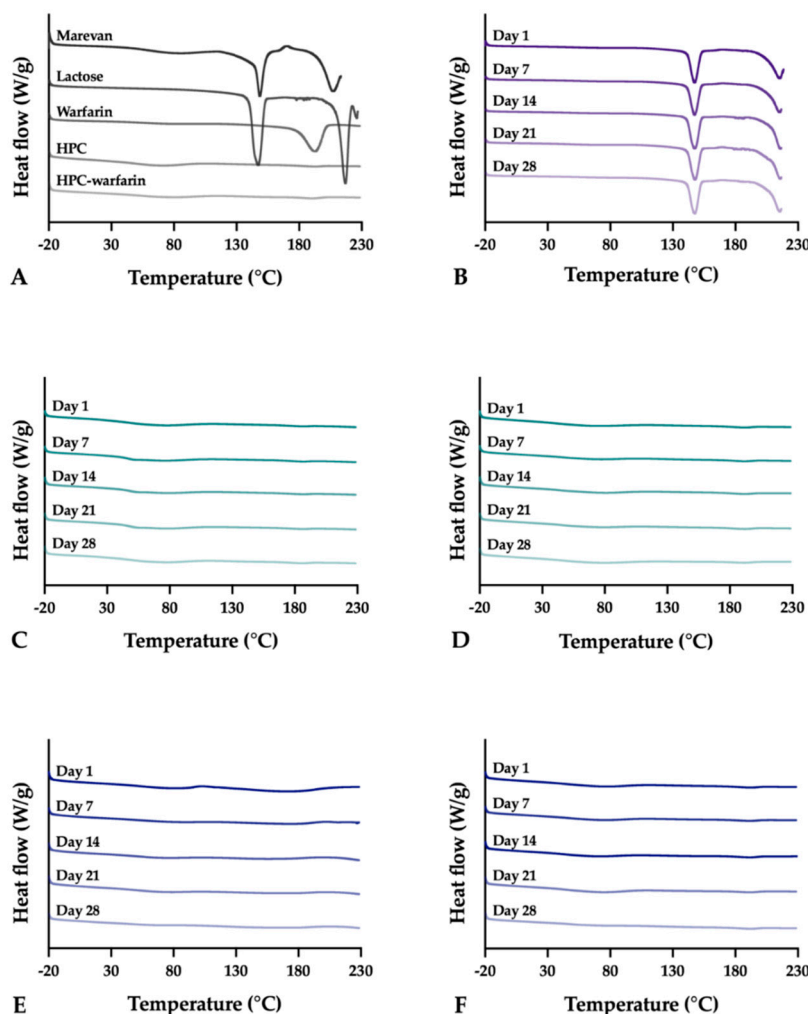 Marevan
Lactose
Warfarin
HPC
HPC-warfarin
Heat flow (W/g)
-20 30 80 130 180 230
Temperature (°C)
A
Day 1
Day 7
Day 14
Day 21
Day 28
Heat flow (W/g)
-20 30 80 130 180 230
Temperature (°C)
B
Day 1
Day 7
Day 14
Day 21
Day 28
Heat flow (W/g)
-20 30 80 130 180 230
Temperature (°C)
C
Day 1
Day 7
Day 14
Day 21
Day 28
Heat flow (W/g)
-20 30 80 130 180 230
Temperature (°C)
D
Day 1
Day 7
Day 14
Day 21
Day 28
Heat flow (W/g)
-20 30 80 130 180 230
Temperature (°C)
E
Day 1
Day 7
Day 14
Day 21
Day 28
Heat flow (W/g)
-20 30 80 130 180 230
Temperature (°C)
F